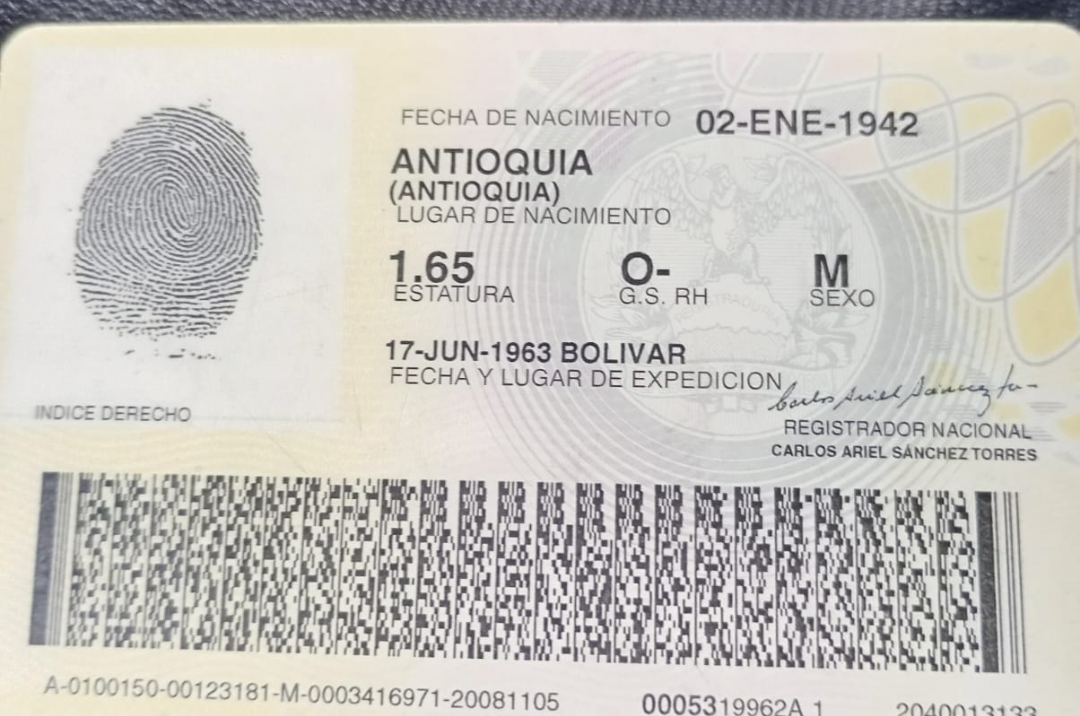 FECHA DE NACIMIENTO 02-ENE-1942
ANTIOQUIA
(ANTIOQUIA)
LUGAR DE NACIMIENTO
1.65 O- M
ESTATURA G.S. RH SEXO
17-JUN-1963 BOLIVAR
FECHA Y LUGAR DE EXPEDICION
INDICE DERECHO
REGISTRADOR NACIONAL
CARLOS ARIEL SÁNCHEZ TORRES
A-0100150-00123181-M-0003416971-20081105 0005319962A 1